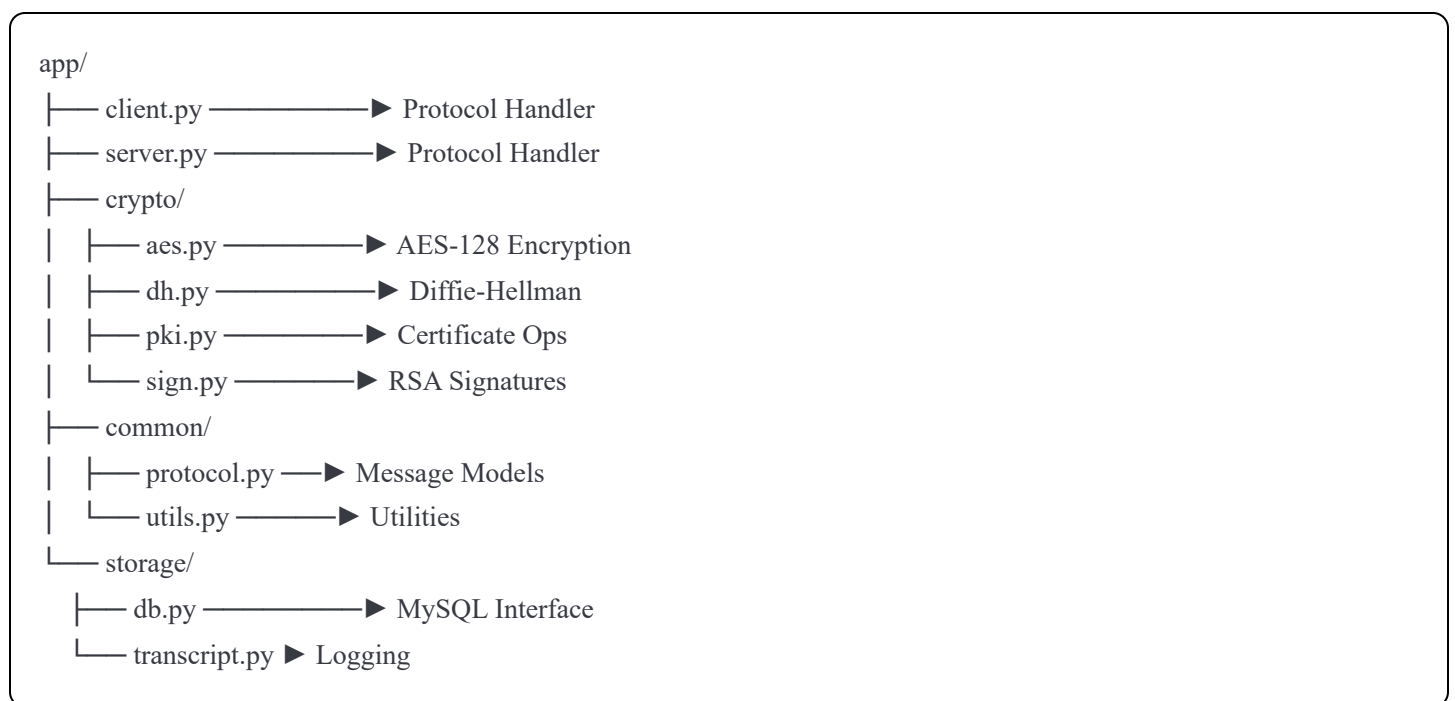 app/
├── client.py ────────► Protocol Handler
├── server.py ────────► Protocol Handler
├── crypto/
│ ├── aes.py ───────► AES-128 Encryption
│ ├── dh.py ────────► Diffie-Hellman
│ ├── pki.py ───────► Certificate Ops
│ └── sign.py ──────► RSA Signatures
├── common/
│ ├── protocol.py ──► Message Models
│ └── utils.py ─────► Utilities
└── storage/
├── db.py ────────► MySQL Interface
└── transcript.py ► Logging